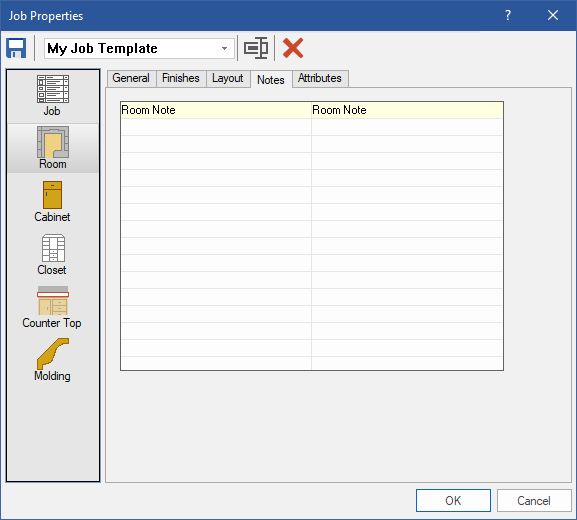 Job Properties ?
My Job Template
Job
Room
Cabinet
Closet
Counter Top
Molding
General Finishes Layout Notes Attributes
Room Note Room Note
OK Cancel